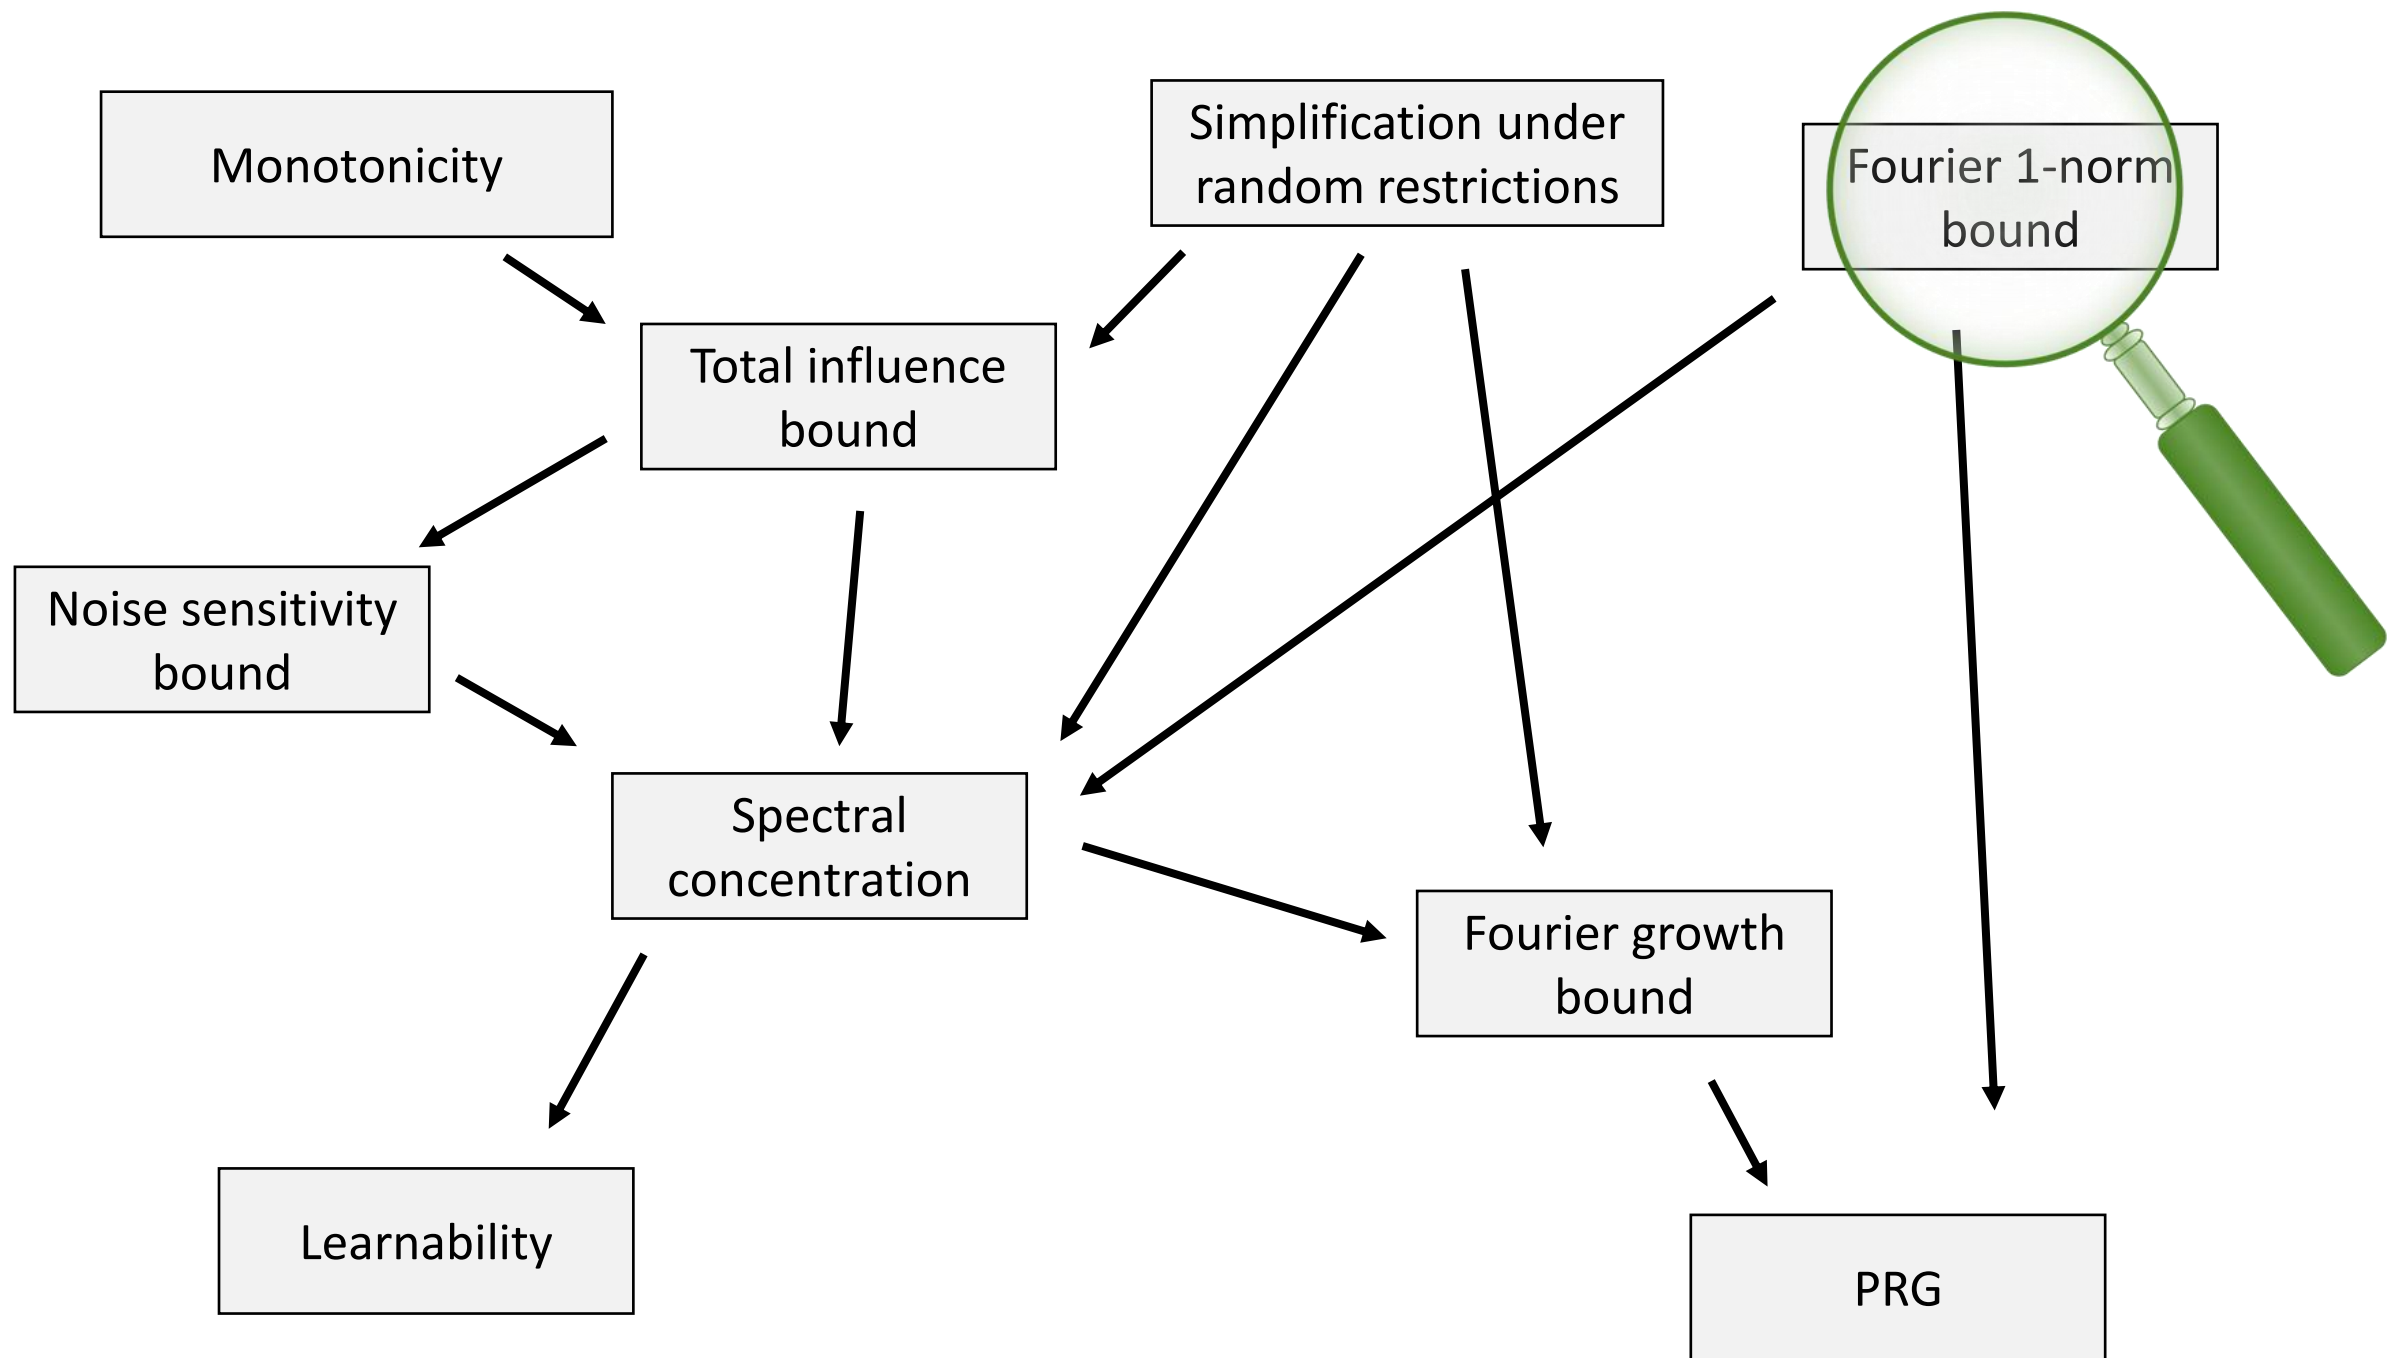 Monotonicity
Simplification under
random restrictions
Fourier 1-norm
bound
Total influence
bound
Noise sensitivity
bound
Spectral
concentration
Fourier growth
bound
Learnability
PRG